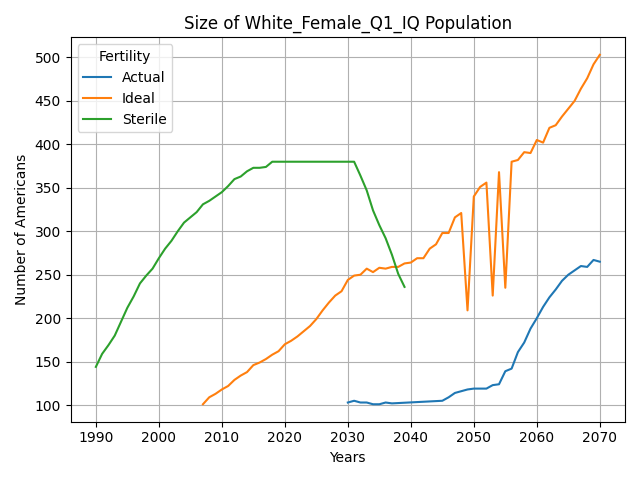 Size of White_Female_Q1_IQ Population
Fertility
Actual
Ideal
Sterile
Number of Americans
500
450
400
350
300
250
200
150
100
1990 2000 2010 2020 2030 2040 2050 2060 2070
Years